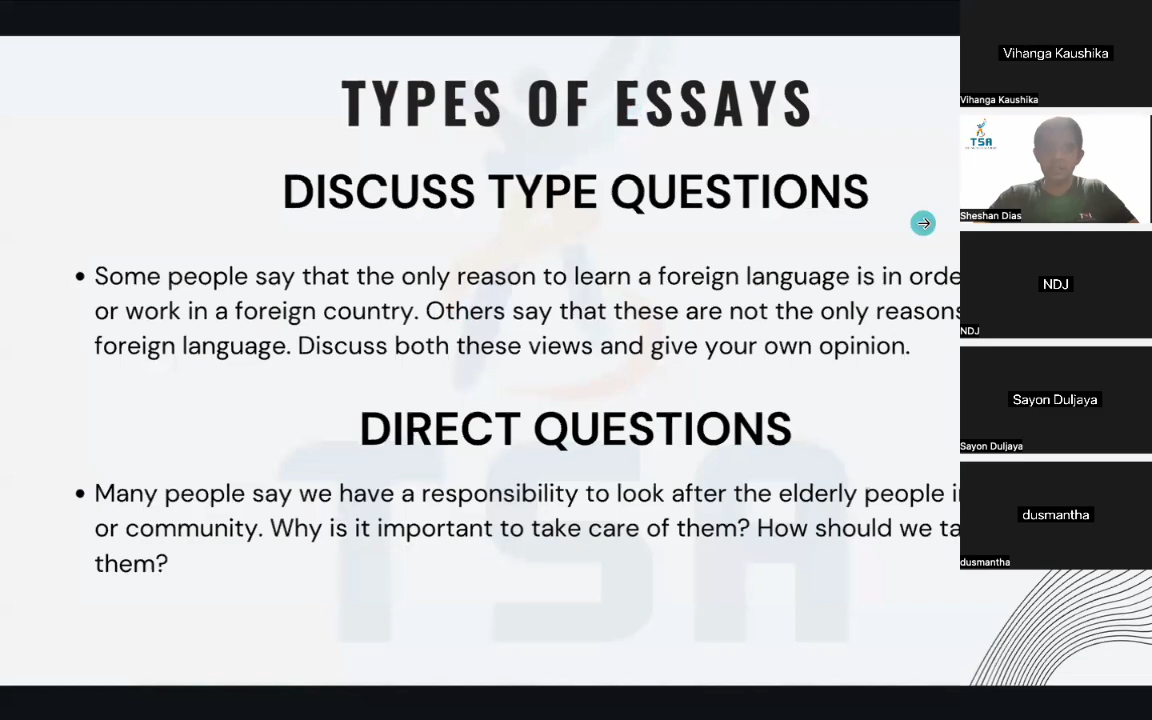 TYPES OF ESSAYS
DISCUSS TYPE QUESTIONS
• Some people say that the only reason to learn a foreign language is in orde
or work in a foreign country. Others say that these are not the only reasons
foreign language. Discuss both these views and give your own opinion.
DIRECT QUESTIONS
• Many people say we have a responsibility to look after the elderly people i
or community. Why is it important to take care of them? How should we ta
them?
TSA
Vihanga Kaushika
Vihanga Kaushika
TSA
Sheshan Dias
NDJ
NDJ
Sayon Duljaya
Sayon Duljaya
dusmantha
dusmantha